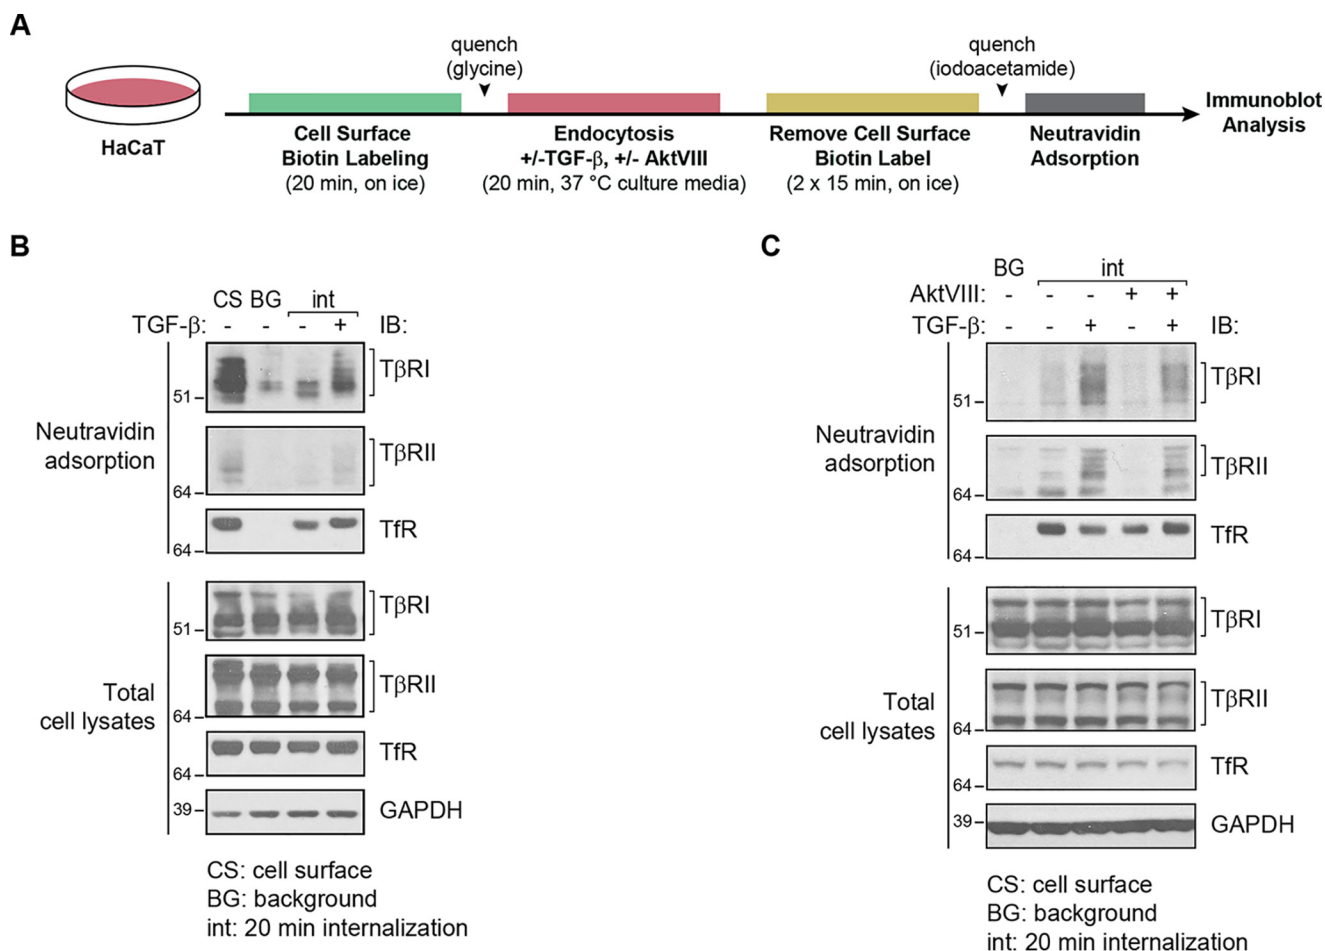 A
HaCaT
quench
(glycine)
quench
(iodoacetamide)
Cell Surface
Biotin Labeling
(20 min, on ice)
Endocytosis
+/-TGF-β, +/- AktVIII
(20 min, 37 °C culture media)
Remove Cell Surface
Biotin Label
(2 x 15 min, on ice)
Neutravidin
Adsorption
Immunoblot
Analysis
B
CS BG int
TGF-β: - - - + IB:
Neutravidin
adsorption
51
TβRI
64
TβRII
64
TfR
Total
cell lysates
51
TβRI
64
TβRII
64
TfR
39
GAPDH
CS: cell surface
BG: background
int: 20 min internalization
C
BG int
AktVIII: - - - + +
TGF-β: - - + - + IB:
Neutravidin
adsorption
51
TβRI
64
TβRII
64
TfR
Total
cell lysates
51
TβRI
64
TβRII
64
TfR
39
GAPDH
CS: cell surface
BG: background
int: 20 min internalization